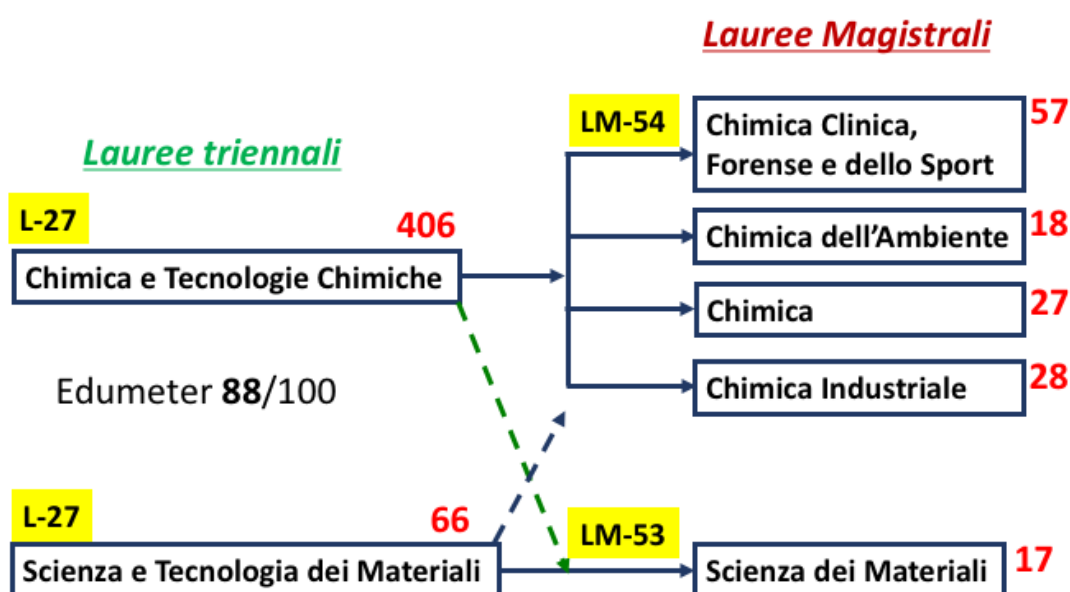 Lauree Magistrali
Lauree triennali
LM-54
Chimica Clinica,
Forense e dello Sport
57
L-27
406
Chimica e Tecnologie Chimiche
Chimica dell'Ambiente
18
Chimica
27
Chimica Industriale
28
Edumeter 88/100
L-27
66
Scienza e Tecnologia dei Materiali
LM-53
Scienza dei Materiali
17